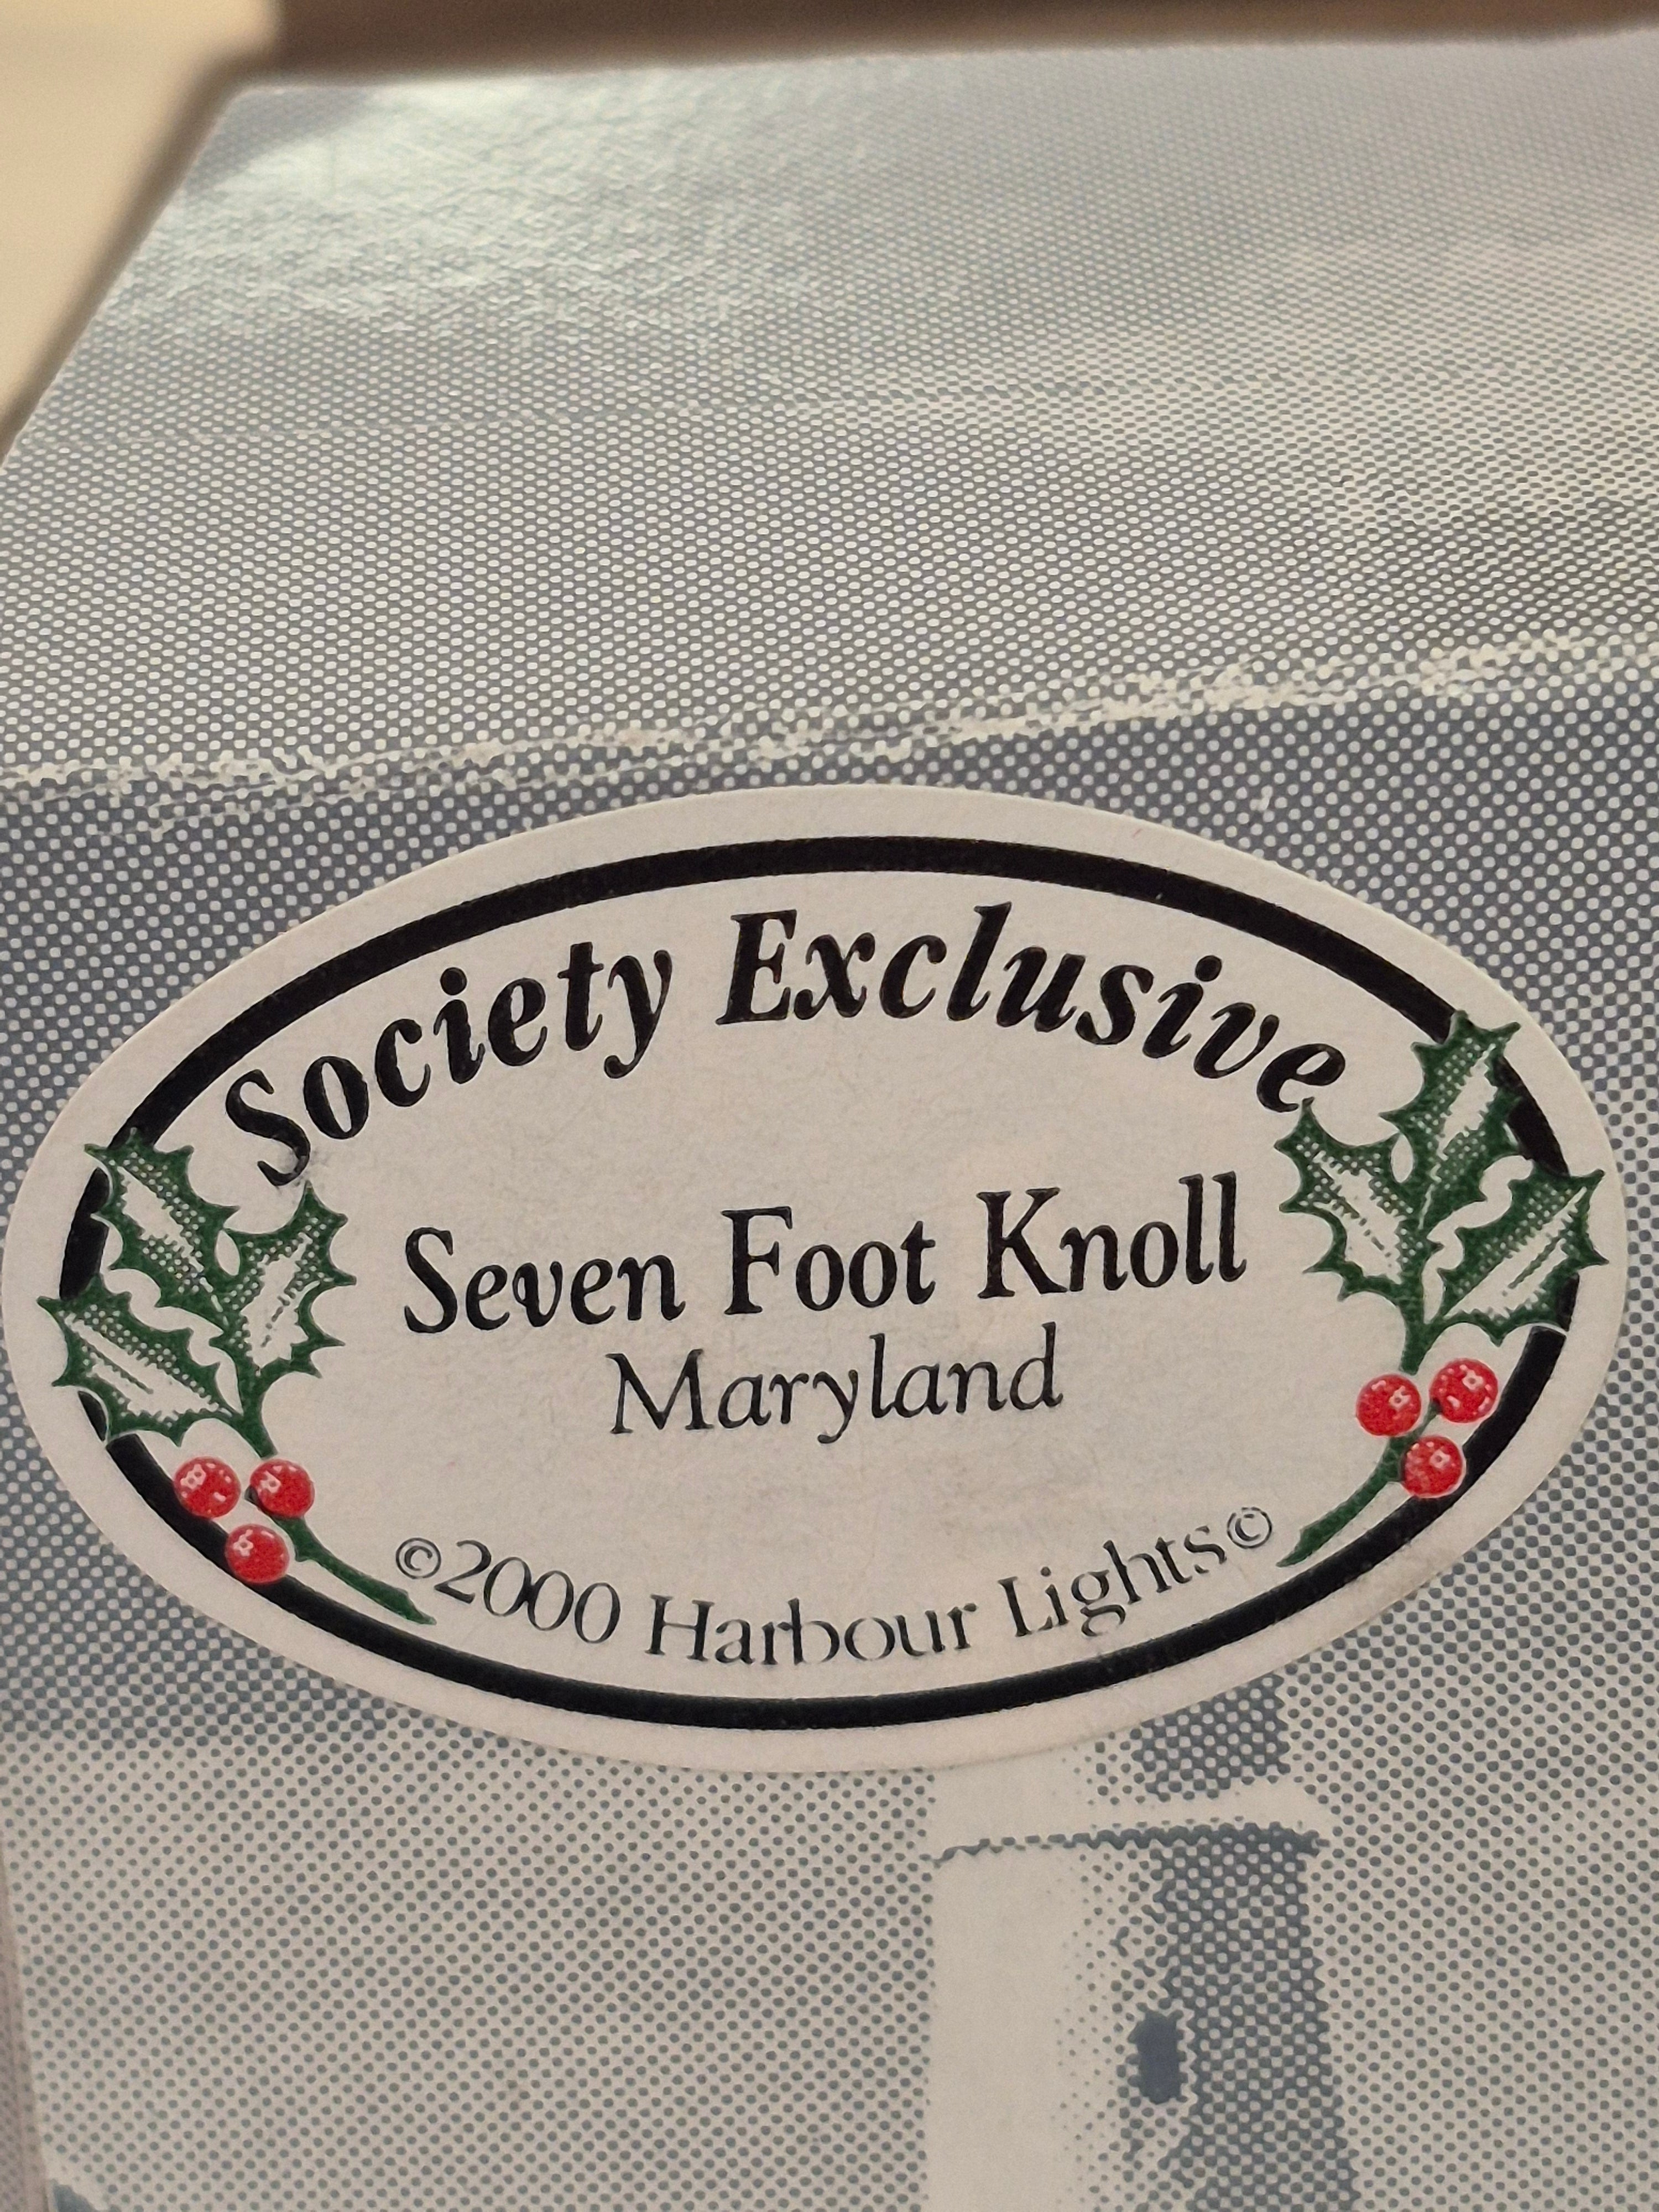 Society Exclusive
Seven Foot Knoll
Maryland
©2000 Harbour Lights©